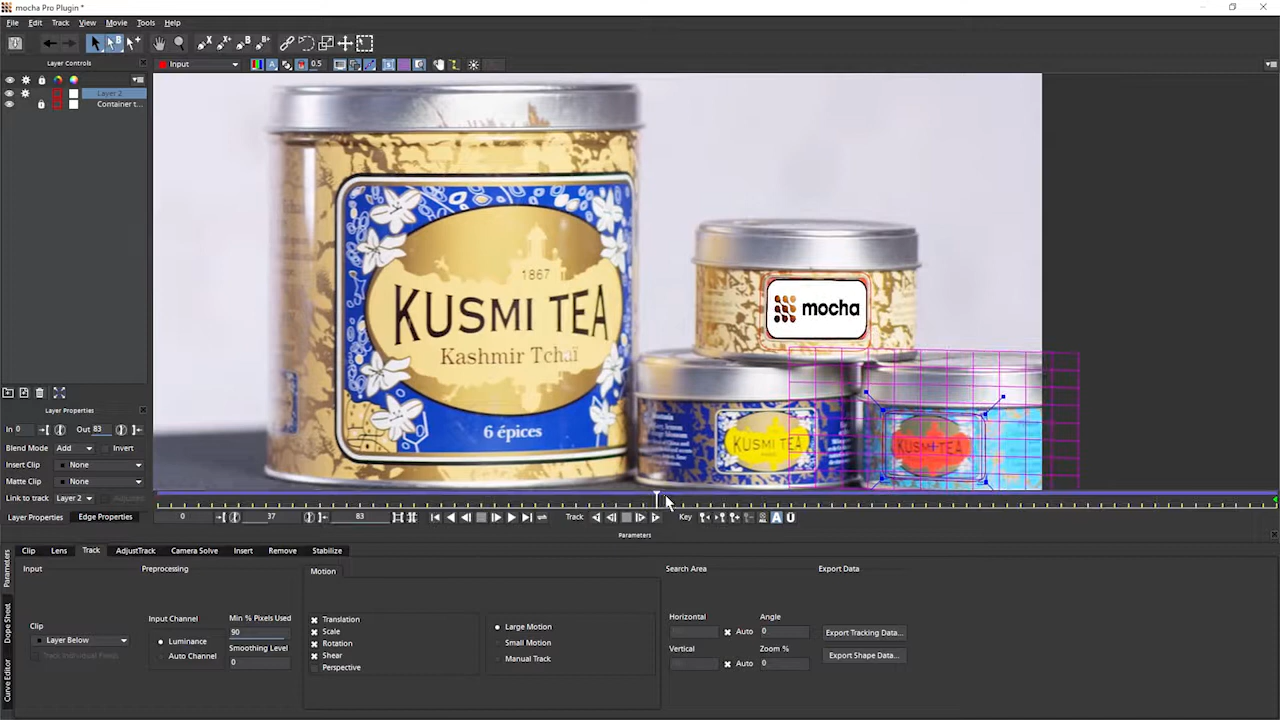 mocha Pro Plugin *
File Edit Track View Movie Tools Help
Layer Controls
Input
0.5
Layer 2
Container t...
1867
KUSMI TEA
Kashmir Tchaï
6 épices
mocha
KUSMI TEA
KUSMI TEA
Layer Properties
In 0 Out 83
Blend Mode Add Invert
Insert Clip None
Matte Clip None
Link to track Layer 2 Adjusted
Layer Properties Edge Properties
0 37 83 Track Key A
Parameters
Clip Lens Track AdjustTrack Camera Solve Insert Remove Stabilize
Parameters
Dope Sheet
Curve Editor
Input
Clip
Layer Below
Track Individual Fields
Preprocessing
Input Channel
Luminance
Auto Channel
Min % Pixels Used
90
Smoothing Level
0
Motion
Translation
Scale
Rotation
Shear
Perspective
Large Motion
Small Motion
Manual Track
Search Area
Horizontal
Auto
Vertical
Auto
Angle
0
Zoom %
0
Export Data
Export Tracking Data...
Export Shape Data...